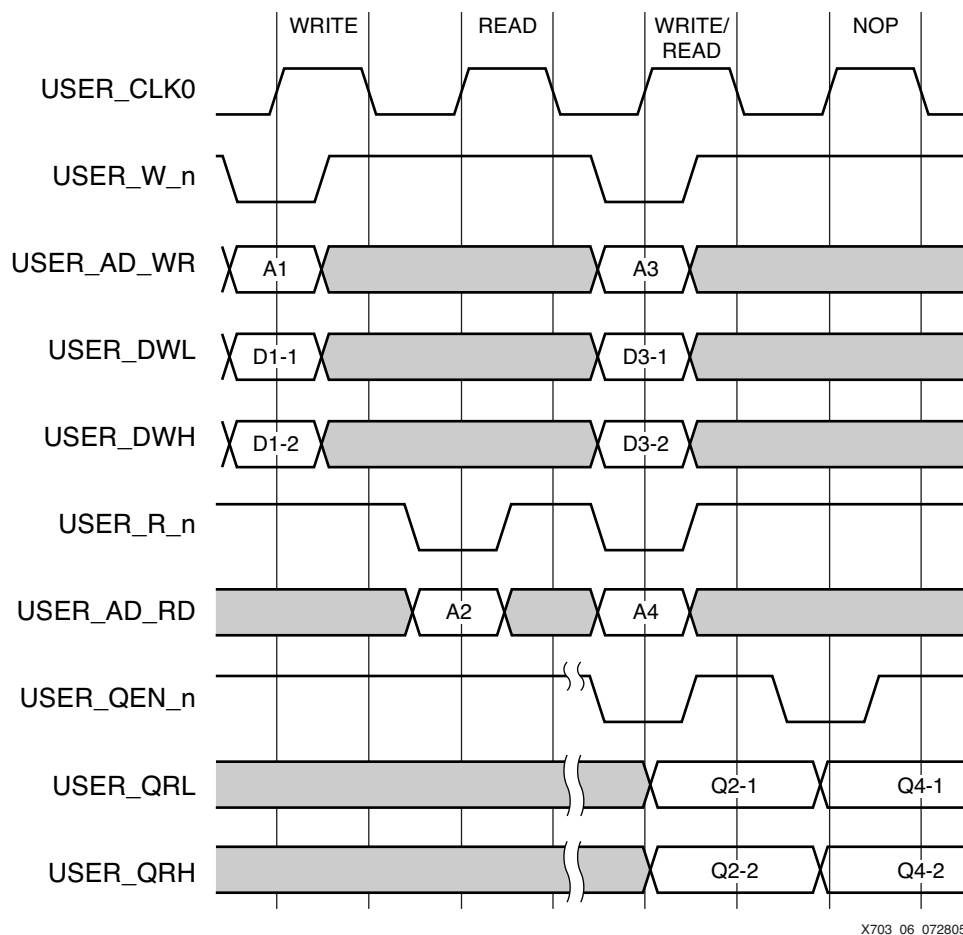 WRITE READ WRITE/ NOP
READ
USER_CLK0
USER_W_n
USER_AD_WR A1 A3
USER_DWL D1-1 D3-1
USER_DWH D1-2 D3-2
USER_R_n
USER_AD_RD A2 A4
USER_QEN_n
USER_QRL Q2-1 Q4-1
USER_QRH Q2-2 Q4-2
X703_06_072805